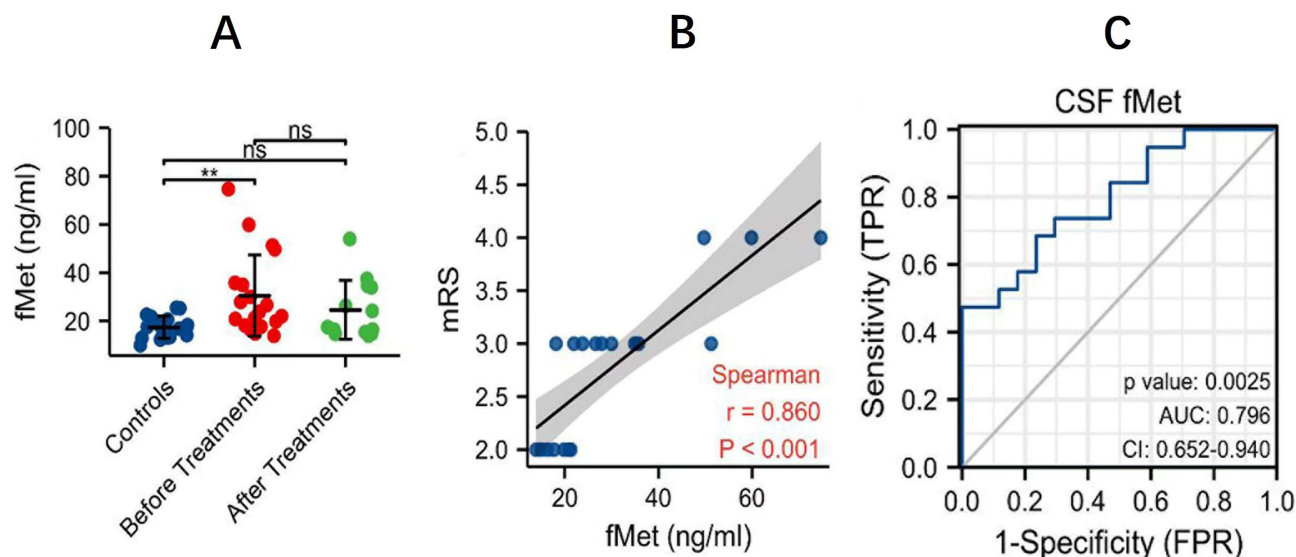 A
B
C
100
80
60
40
20
fMet (ng/ml)
ns
ns
**
Controls
Before Treatments
After Treatments
5.0
4.5
4.0
3.5
3.0
2.5
2.0
mRS
Spearman
r = 0.860
P < 0.001
20 40 60
fMet (ng/ml)
CSF fMet
1.0
0.8
0.6
0.4
0.2
0.0
Sensitivity (TPR)
p value: 0.0025
AUC: 0.796
CI: 0.652-0.940
0.0 0.2 0.4 0.6 0.8 1.0
1-Specificity (FPR)